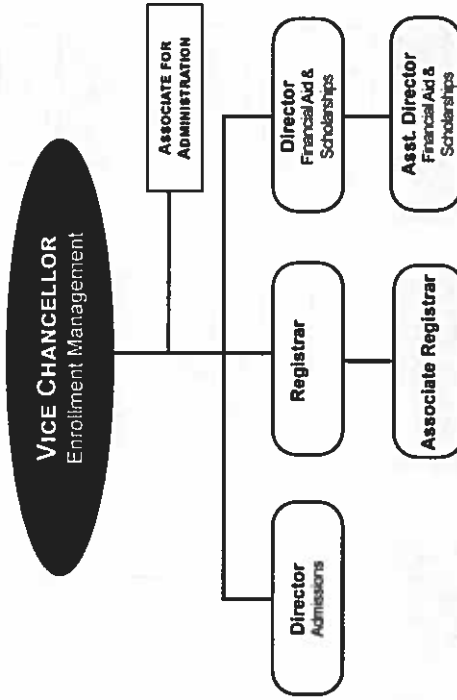 VICE CHANCELLOR
Enrollment Management
ASSOCIATE FOR
ADMINISTRATION
Director
Admissions
Registrar
Director
Financial Aid &
Scholarships
Associate Registrar
Asst. Director
Financial Aid &
Scholarships